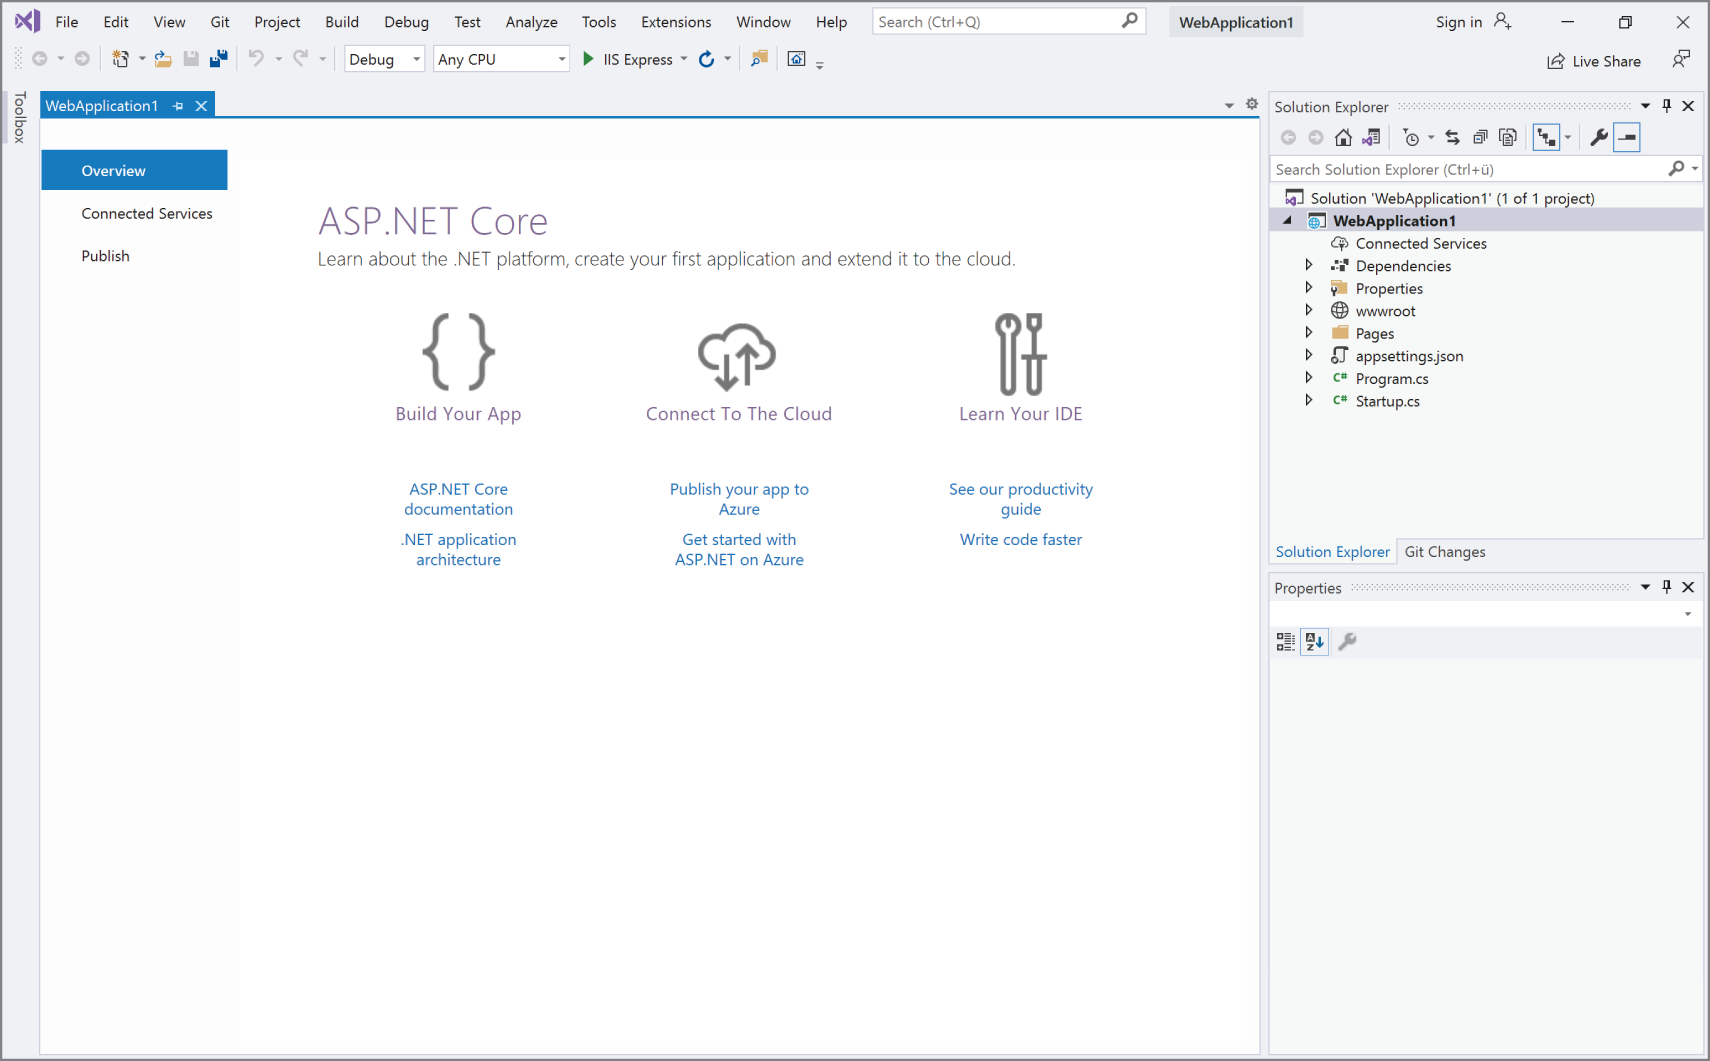 File Edit View Git Project Build Debug Test Analyze Tools Extensions Window Help Search (Ctrl+Q) WebApplication1 Sign in
Debug Any CPU IIS Express Live Share
Toolbox
WebApplication1
Overview
Connected Services
Publish
ASP.NET Core
Learn about the .NET platform, create your first application and extend it to the cloud.
Build Your App
Connect To The Cloud
Learn Your IDE
ASP.NET Core
documentation
.NET application
architecture
Publish your app to
Azure
Get started with
ASP.NET on Azure
See our productivity
guide
Write code faster
Solution Explorer
Search Solution Explorer (Ctrl+ü)
Solution 'WebApplication1' (1 of 1 project)
WebApplication1
Connected Services
Dependencies
Properties
wwwroot
Pages
appsettings.json
C# Program.cs
C# Startup.cs
Solution Explorer Git Changes
Properties